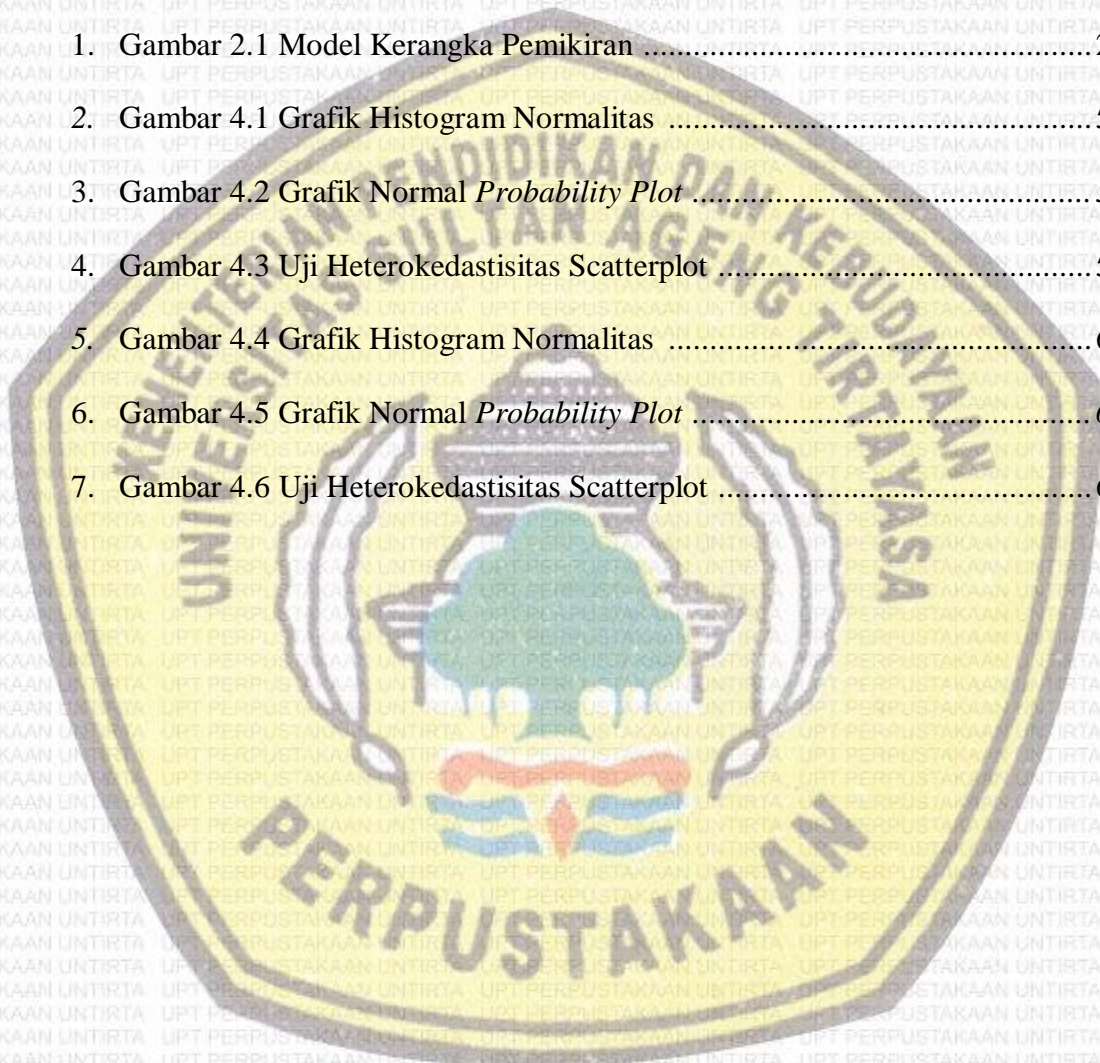 1. Gambar 2.1 Model Kerangka Pemikiran ............................................................
2. Gambar 4.1 Grafik Histogram Normalitas ........................................................
3. Gambar 4.2 Grafik Normal Probability Plot .....................................................
4. Gambar 4.3 Uji Heterokedastisitas Scatterplot .................................................
5. Gambar 4.4 Grafik Histogram Normalitas ........................................................
6. Gambar 4.5 Grafik Normal Probability Plot .....................................................
7. Gambar 4.6 Uji Heterokedastisitas Scatterplot .................................................
KEMENTERIAN PENDIDIKAN DAN KEBUDAYAAN
UNIVERSITAS SULTAN AGENG TIRTAYASA
PERPUSTAKAAN
UPT PERPUSTAKAAN UNTIRTA